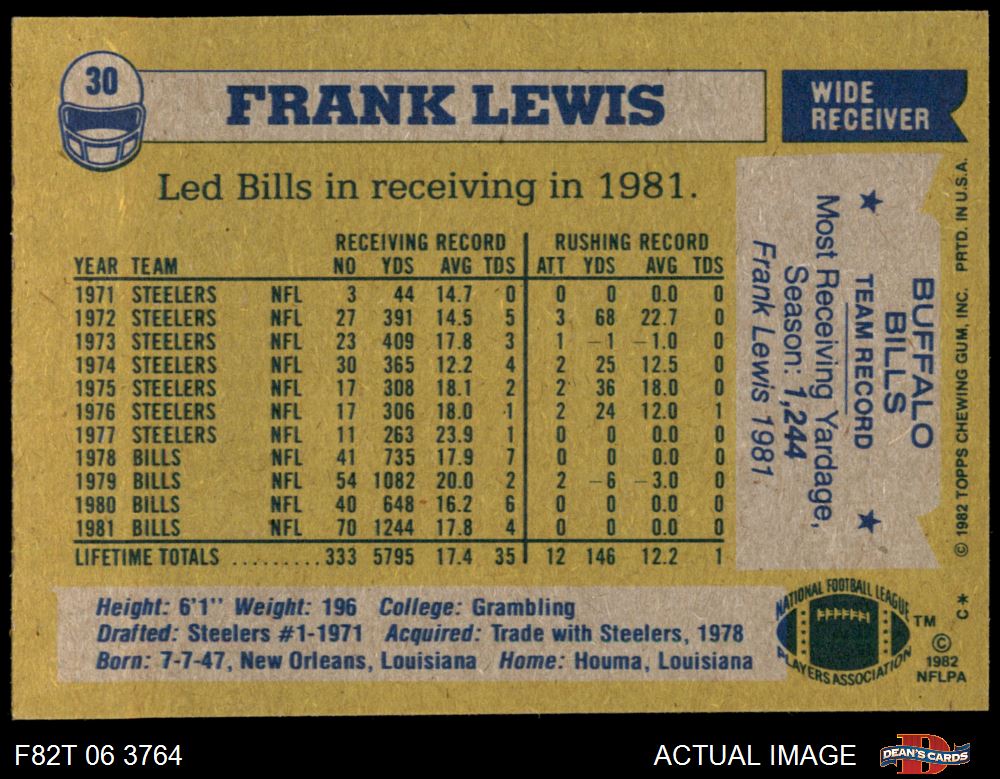 30
FRANK LEWIS
WIDE
RECEIVER
Led Bills in receiving in 1981.
RECEIVING RECORD RUSHING RECORD
YEAR TEAM NO YDS AVG TDS ATT YDS AVG TDS
1971 STEELERS NFL 3 44 14.7 0 0 0 0.0 0
1972 STEELERS NFL 27 391 14.5 5 3 68 22.7 0
1973 STEELERS NFL 23 409 17.8 3 1 –1 –1.0 0
1974 STEELERS NFL 30 365 12.2 4 2 25 12.5 0
1975 STEELERS NFL 17 308 18.1 2 2 36 18.0 0
1976 STEELERS NFL 17 306 18.0 1 2 24 12.0 1
1977 STEELERS NFL 11 263 23.9 1 0 0 0.0 0
1978 BILLS NFL 41 735 17.9 7 0 0 0.0 0
1979 BILLS NFL 54 1082 20.0 2 2 –6 –3.0 0
1980 BILLS NFL 40 648 16.2 6 0 0 0.0 0
1981 BILLS NFL 70 1244 17.8 4 0 0 0.0 0
LIFETIME TOTALS .......... 333 5795 17.4 35 12 146 12.2 1
BUFFALO
BILLS
★ TEAM RECORD ★
Most Receiving Yardage,
Season: 1,244
Frank Lewis 1981
© 1982 TOPPS CHEWING GUM, INC. PRTD. IN U.S.A.
C*
Height: 6'1" Weight: 196 College: Grambling
Drafted: Steelers #1-1971 Acquired: Trade with Steelers, 1978
Born: 7-7-47, New Orleans, Louisiana Home: Houma, Louisiana
NATIONAL FOOTBALL LEAGUE
PLAYERS ASSOCIATION
TM
©
1982
NFLPA
F82T 06 3764
ACTUAL IMAGE
DEAN'S CARDS